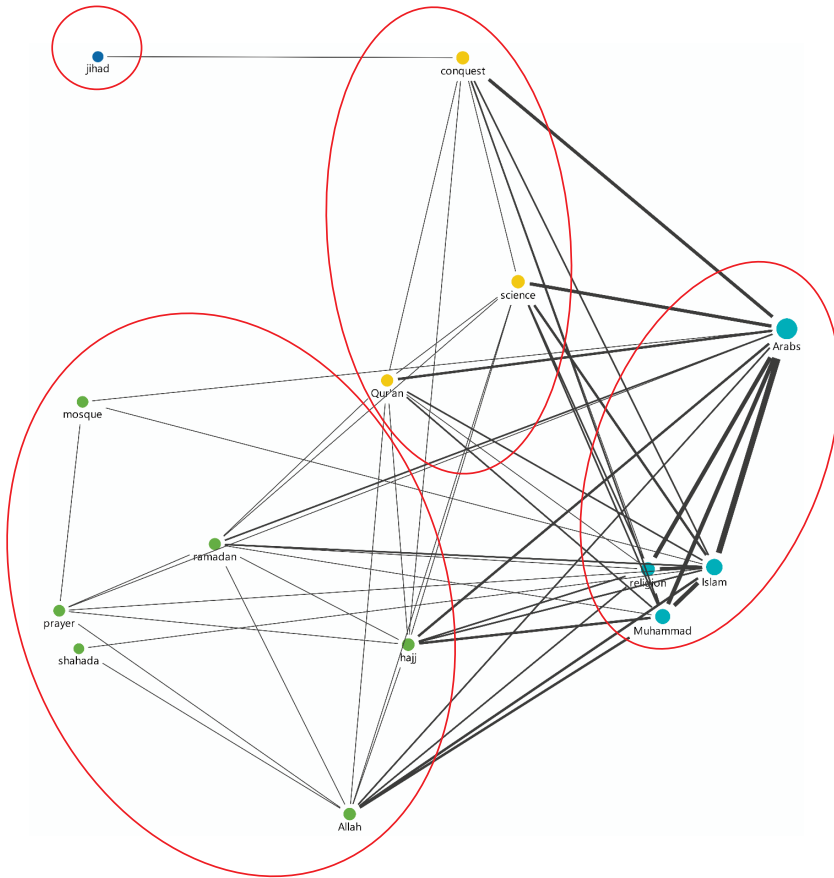 jihad
conquest
science
Arabs
Qur'an
mosque
ramadan
religion
Islam
prayer
Muhammad
shahada
hajj
Allah